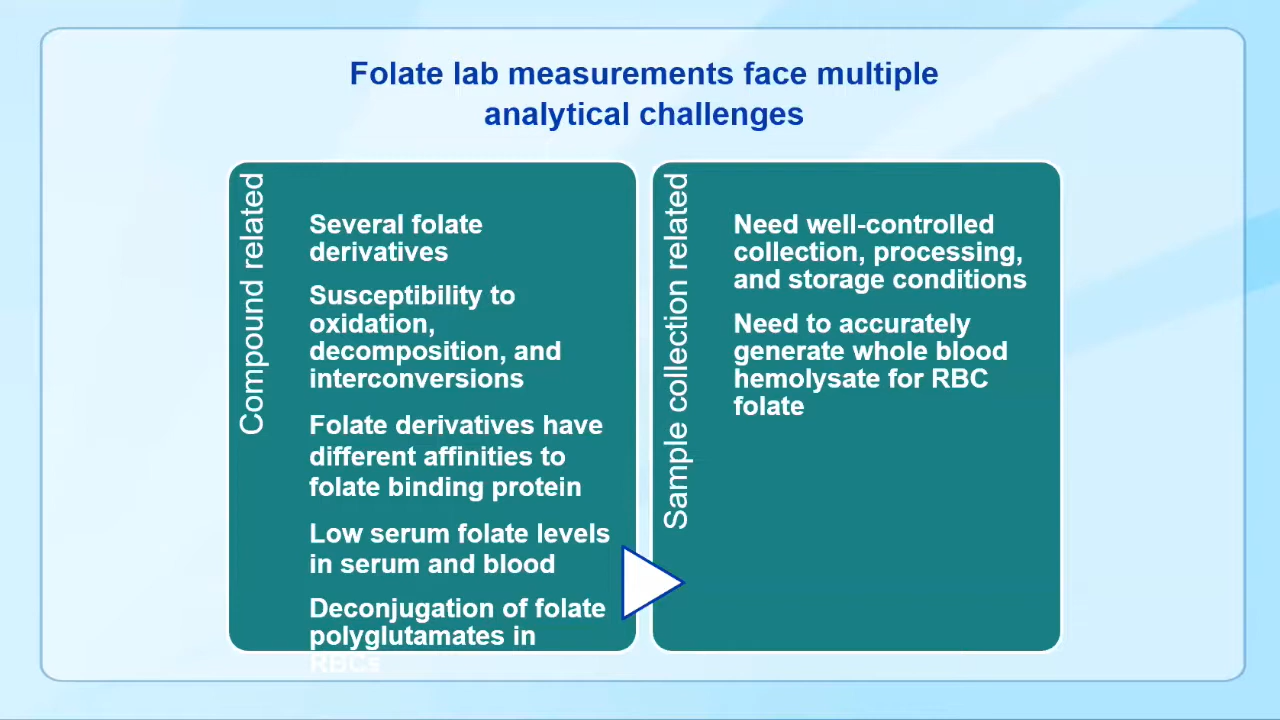 Folate lab measurements face multiple
analytical challenges
Compound related
Several folate
derivatives
Susceptibility to
oxidation,
decomposition, and
interconversions
Folate derivatives have
different affinities to
folate binding protein
Low serum folate levels
in serum and blood
Deconjugation of folate
polyglutamates in
RBCs
Sample collection related
Need well-controlled
collection, processing,
and storage conditions
Need to accurately
generate whole blood
hemolysate for RBC
folate